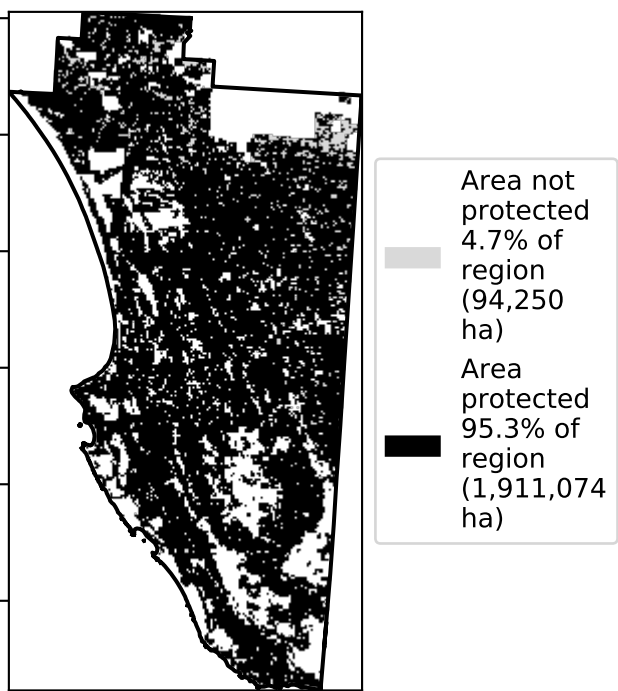 Area not
protected
4.7% of
region
(94,250
ha)
Area
protected
95.3% of
region
(1,911,074
ha)